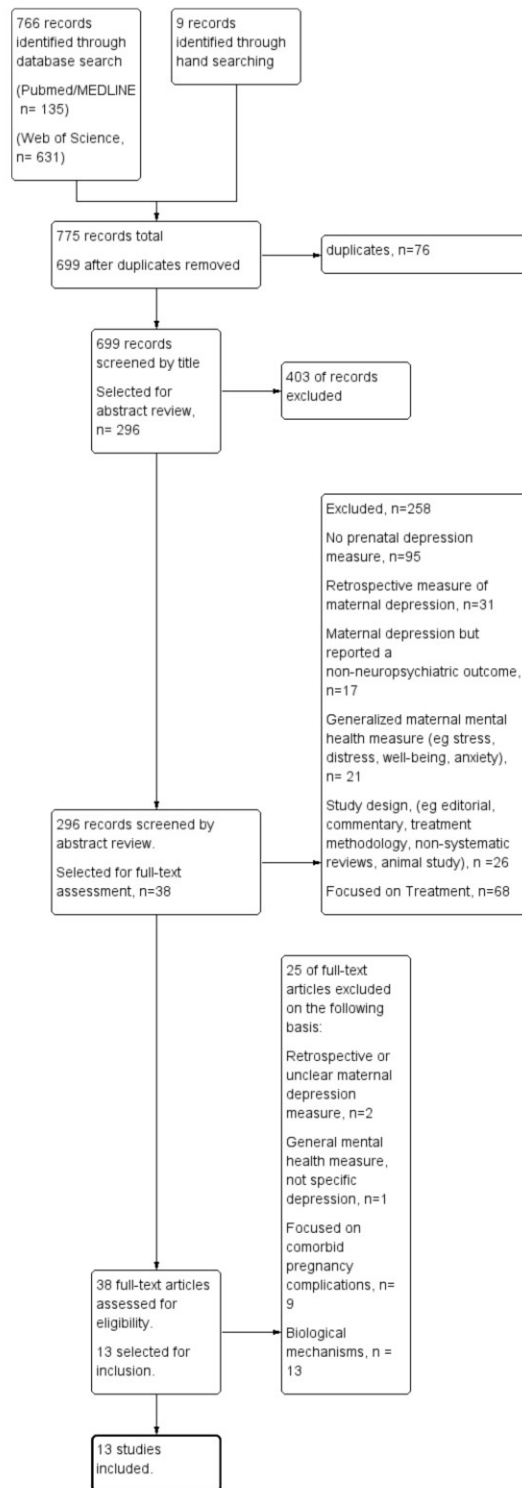 766 records
identified through
database search
(Pubmed/MEDLINE
n= 135)
(Web of Science,
n= 631)
9 records
identified through
hand searching
775 records total
699 after duplicates removed
duplicates, n=76
699 records
screened by title
Selected for
abstract review,
n= 296
403 of records
excluded
Excluded, n=258
No prenatal depression
measure, n=95
Retrospective measure of
maternal depression, n=31
Maternal depression but
reported a
non-neuropsychiatric outcome,
n=17
Generalized maternal mental
health measure (eg stress,
distress, well-being, anxiety),
n= 21
Study design, (eg editorial,
commentary, treatment
methodology, non-systematic
reviews, animal study), n =26
Focused on Treatment, n=68
296 records screened by
abstract review.
Selected for full-text
assessment, n=38
25 of full-text
articles excluded
on the following
basis:
Retrospective or
unclear maternal
depression
measure, n=2
General mental
health measure,
not specific
depression, n=1
Focused on
comorbid
pregnancy
complications, n=
9
Biological
mechanisms, n =
13
38 full-text articles
assessed for
eligibility.
13 selected for
inclusion.
13 studies
included.